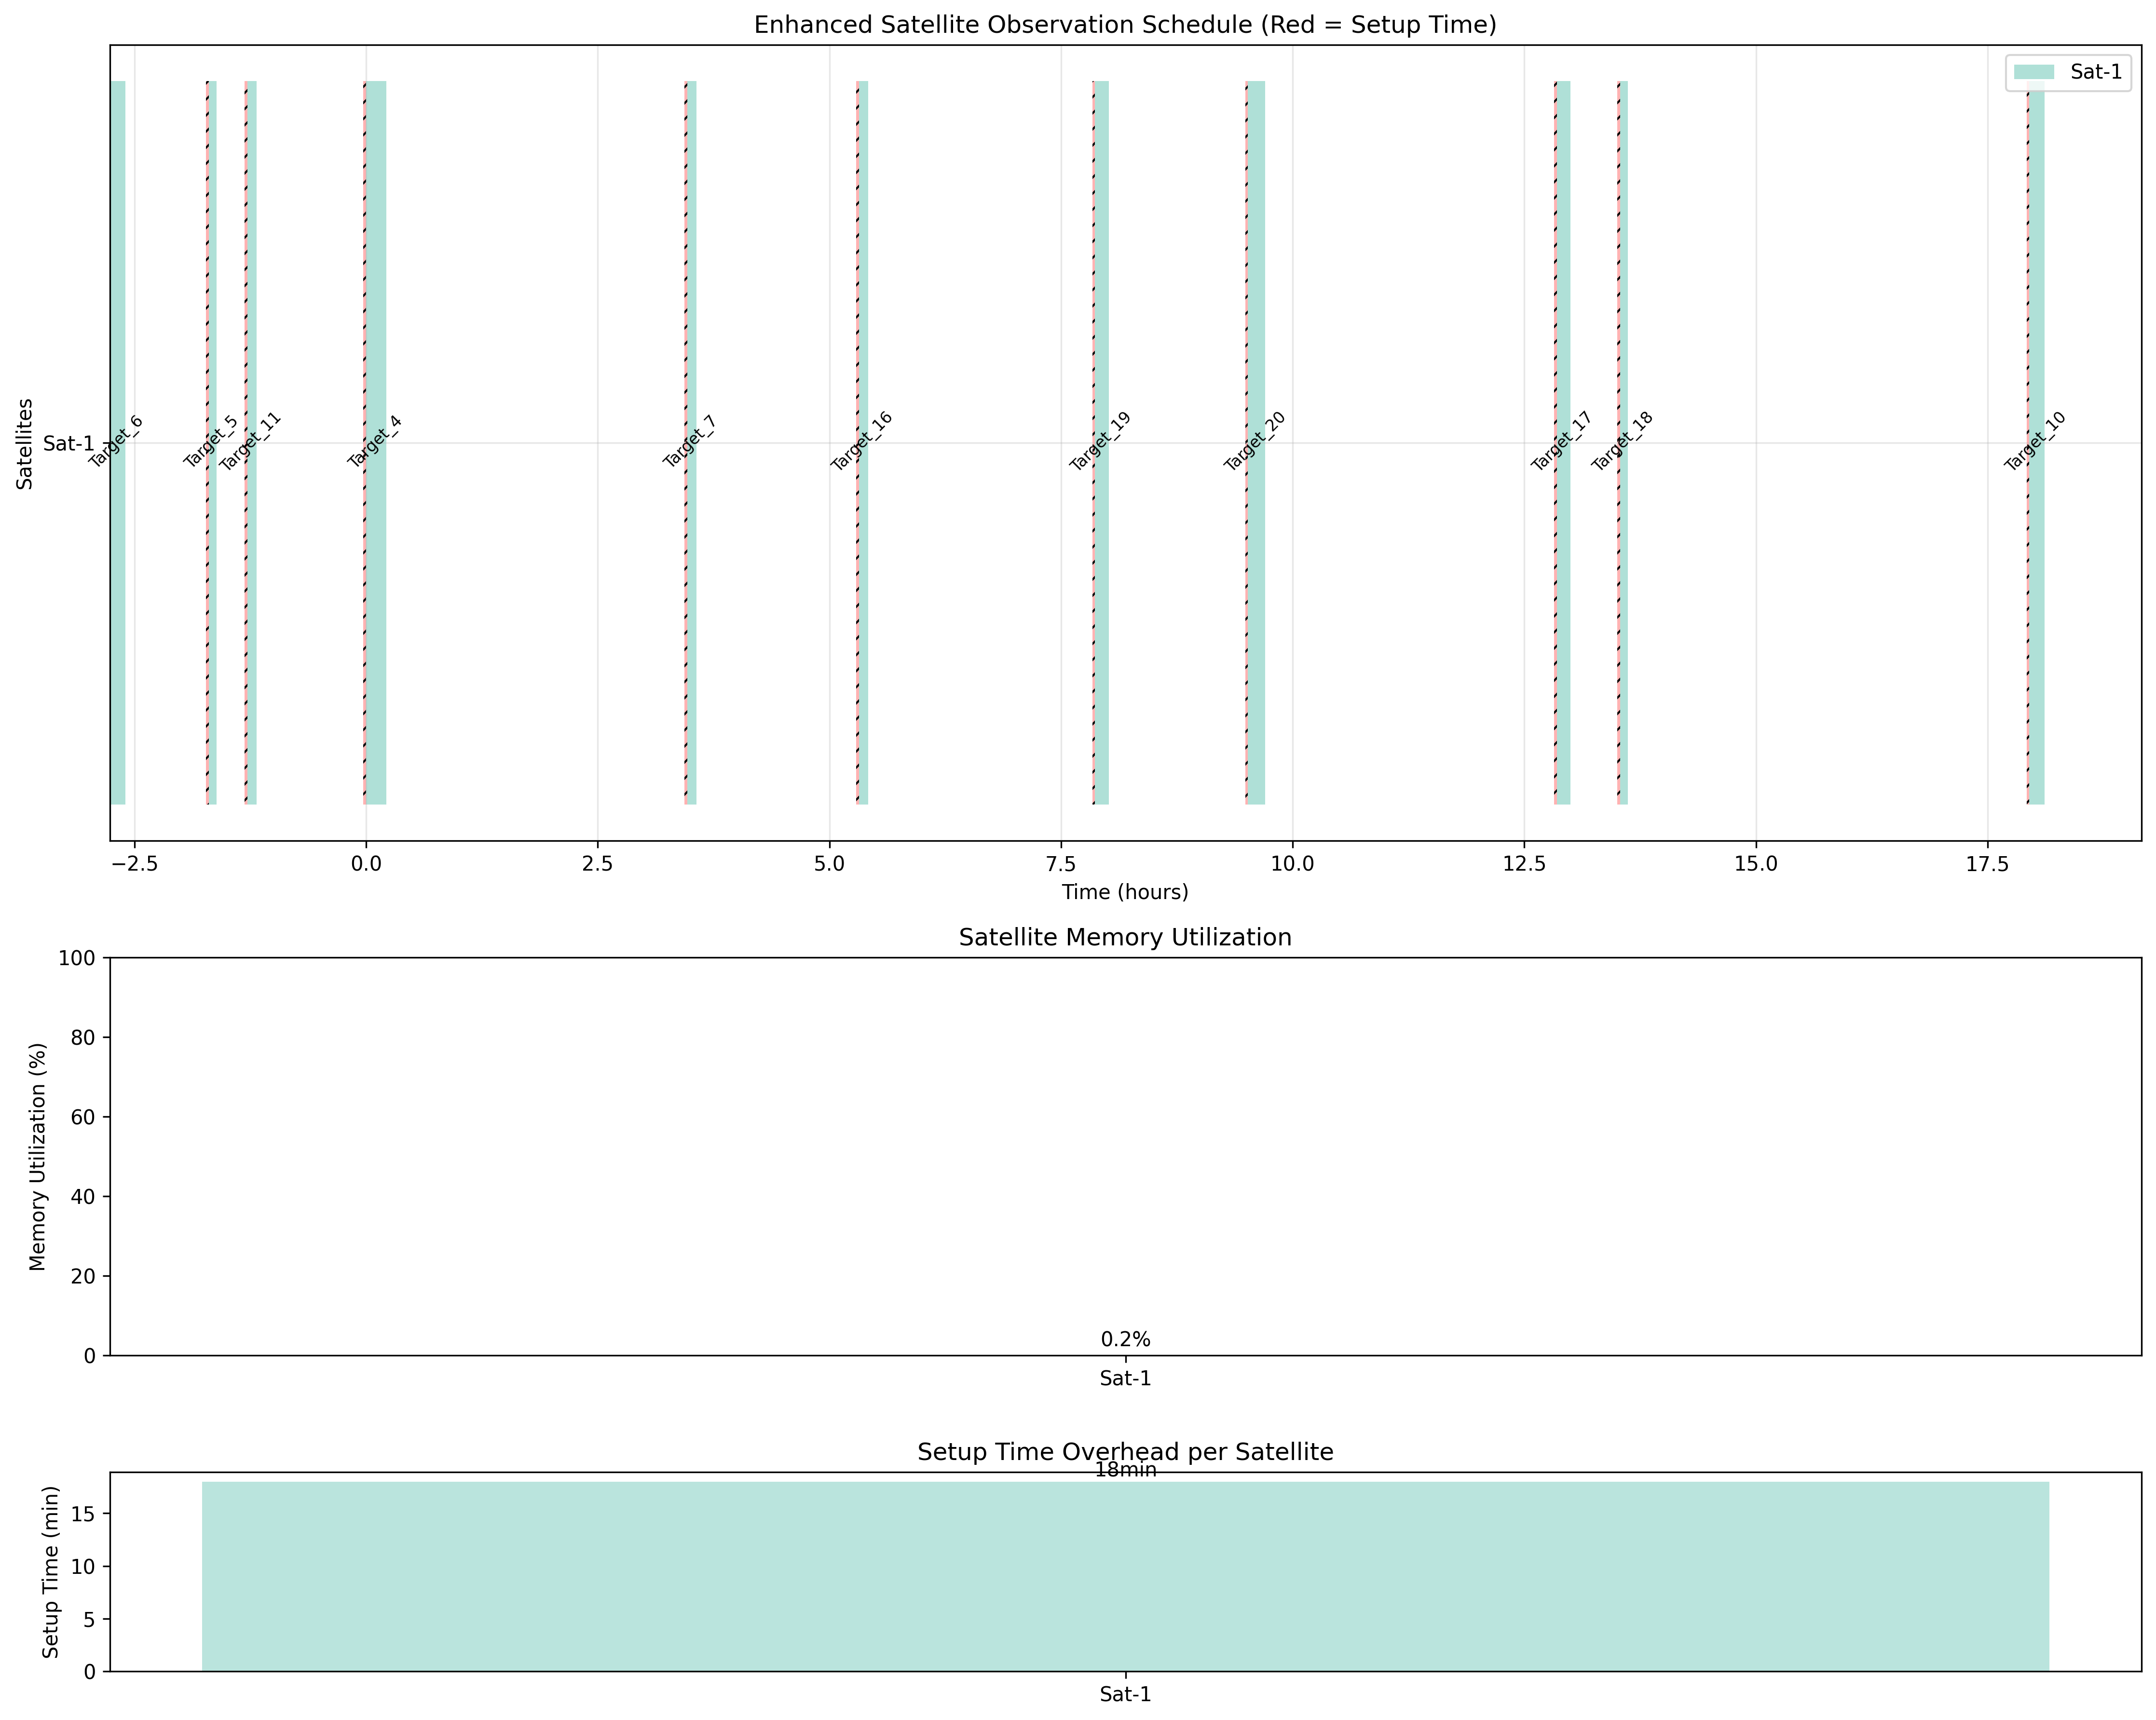 Enhanced Satellite Observation Schedule (Red = Setup Time)
Sat-1
Satellites
Sat-1
Target_6
Target_5
Target_11
Target_4
Target_7
Target_16
Target_19
Target_20
Target_17
Target_18
Target_10
−2.5 0.0 2.5 5.0 7.5 10.0 12.5 15.0 17.5
Time (hours)
Satellite Memory Utilization
Memory Utilization (%)
100
80
60
40
20
0
0.2%
Sat-1
Setup Time Overhead per Satellite
18min
Setup Time (min)
15
10
5
0
Sat-1